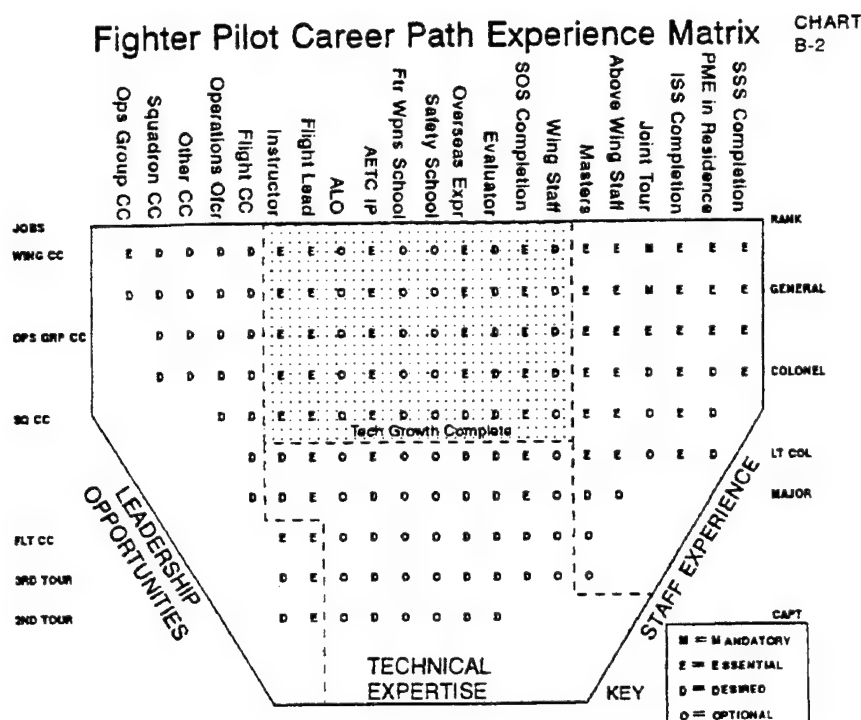 Fighter Pilot Career Path Experience Matrix
CHART
B-2
Ops Group CC
Squadron CC
Other CC
Operations Ofcr
Flight CC
Instructor
Flight Lead
ALO
AETC IP
Ftr Wpns School
Safety School
Overseas Expr
Evaluator
SOS Completion
Wing Staff
Masters
Above Wing Staff
Joint Tour
ISS Completion
PME in Residence
SSS Completion
JOBS RANK
WING CC E D D D D E E O E O O E D E D E E M E E E
D D D D D E E O E O O E D E D E E M E E E GENERAL
OPS GRP CC D D D D E E O E D O E D E D E E E E E E
D D D D E E O E O O E D E D E E D E D E COLONEL
SQ CC D D E E O E D O D D E O E E O E D
Tech Growth Complete
D D E O E O O D D E O E E O E D LT COL
D D E O D O O D D E O D O MAJOR
FLT CC E E O D O O D D D O O
3RD TOUR D E O D O O D D D O O
2ND TOUR D E O D O O D D
LEADERSHIP
OPPORTUNITIES
TECHNICAL
EXPERTISE
STAFF EXPERIENCE
CAPT
KEY
M = MANDATORY
E = ESSENTIAL
D = DESIRED
O = OPTIONAL